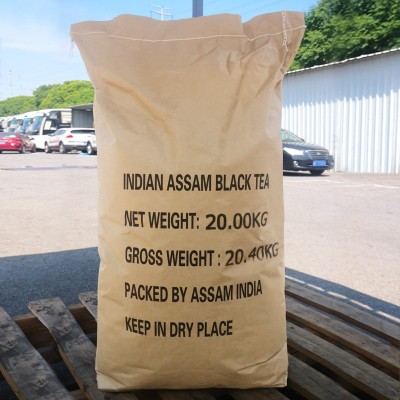 INDIAN ASSAM BLACK TEA
NET WEIGHT: 20.00KG
GROSS WEIGHT : 20.40KG
PACKED BY ASSAM INDIA
KEEP IN DRY PLACE